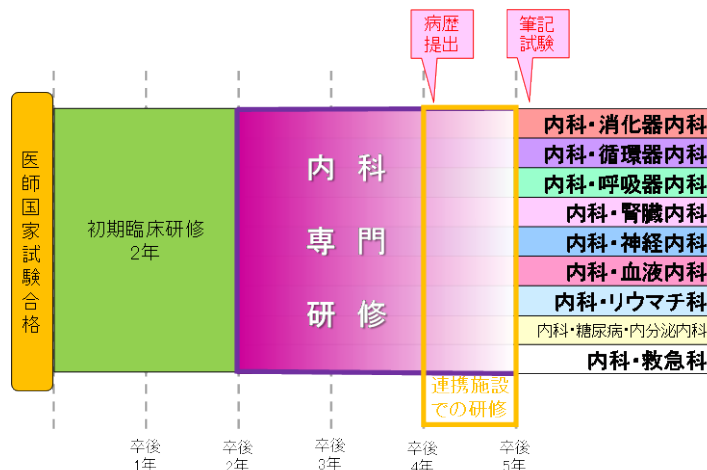 病歴
提出
筆記
試験
医師国家試験合格
初期臨床研修
2年
内 科
専 門
研 修
内科・消化器内科
内科・循環器内科
内科・呼吸器内科
内科・腎臓内科
内科・神経内科
内科・血液内科
内科・リウマチ科
内科・糖尿病・内分泌内科
内科・救急科
連携施設
での研修
卒後
1年
卒後
2年
卒後
3年
卒後
4年
卒後
5年